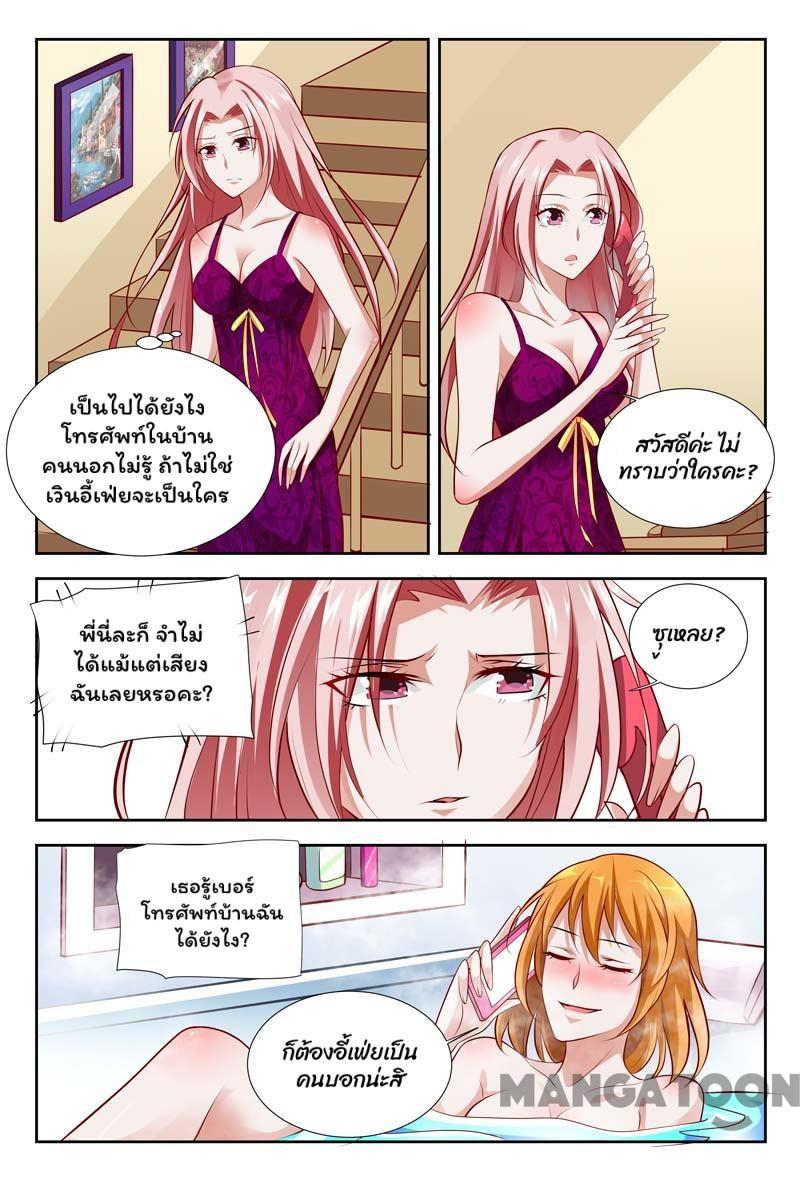 เป็นไปได้ยังไง
โทรศัพท์ในบ้าน
คนนอกไม่รู้ ถ้าไม่ใช่
เวินอี้เฟ่ยจะเป็นใคร
สวัสดีค่ะ ไม่
ทราบว่าใครคะ?
พี่นี่ละก็ จำไม่
ได้แม้แต่เสียง
ฉันเลยหรอคะ?
ซูเหลย?
เธอรู้เบอร์
โทรศัพท์บ้านฉัน
ได้ยังไง?
ก็ต้องอี้เฟ่ยเป็น
คนบอกน่ะสิ
MANGATOON